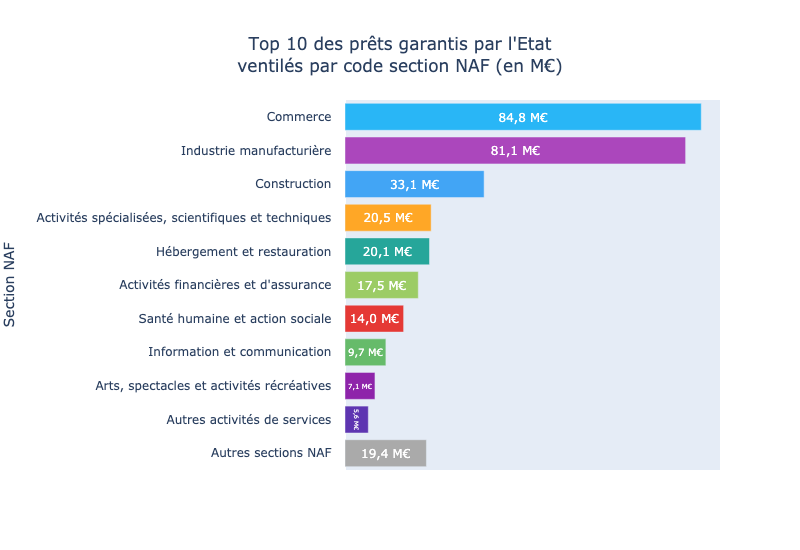 Top 10 des prêts garantis par l'Etat
ventilés par code section NAF (en M€)
Section NAF
Commerce 84,8 M€
Industrie manufacturière 81,1 M€
Construction 33,1 M€
Activités spécialisées, scientifiques et techniques 20,5 M€
Hébergement et restauration 20,1 M€
Activités financières et d'assurance 17,5 M€
Santé humaine et action sociale 14,0 M€
Information et communication 9,7 M€
Arts, spectacles et activités récréatives 7,1 M€
Autres activités de services 5,6 M€
Autres sections NAF 19,4 M€